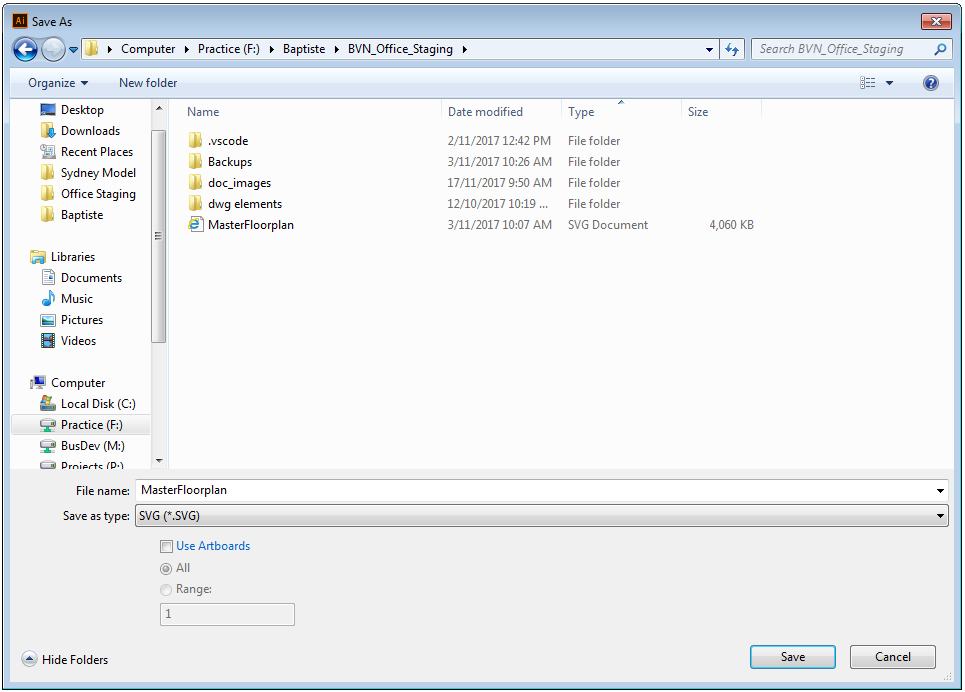 Ai Save As
Computer Practice (F:) Baptiste BVN_Office_Staging Search BVN_Office_Staging
Organize New folder ?
Name Date modified Type Size
Desktop
Downloads
Recent Places
Sydney Model
Office Staging
Baptiste
Libraries
Documents
Music
Pictures
Videos
Computer
Local Disk (C:)
Practice (F:)
BusDev (M:)
Projects (P:)
.vscode 2/11/2017 12:42 PM File folder
Backups 3/11/2017 10:26 AM File folder
doc_images 17/11/2017 9:50 AM File folder
dwg elements 12/10/2017 10:19 ... File folder
MasterFloorplan 3/11/2017 10:07 AM SVG Document 4,060 KB
File name: MasterFloorplan
Save as type: SVG (*.SVG)
Use Artboards
All
Range:
1
Hide Folders Save Cancel